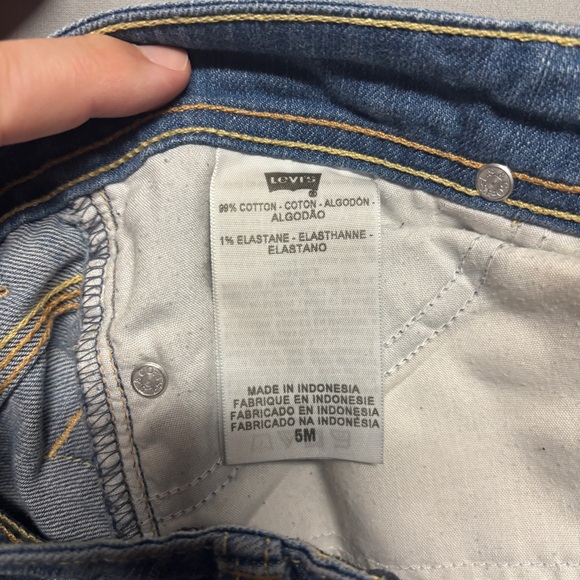 Levi's
99% COTTON - COTON - ALGODÓN -
ALGODÃO
1% ELASTANE - ELASTHANNE -
ELASTANO
MADE IN INDONESIA
FABRIQUE EN INDONESIE
FABRICADO EN INDONESIA
FABRICADO NA INDONÉSIA
5M